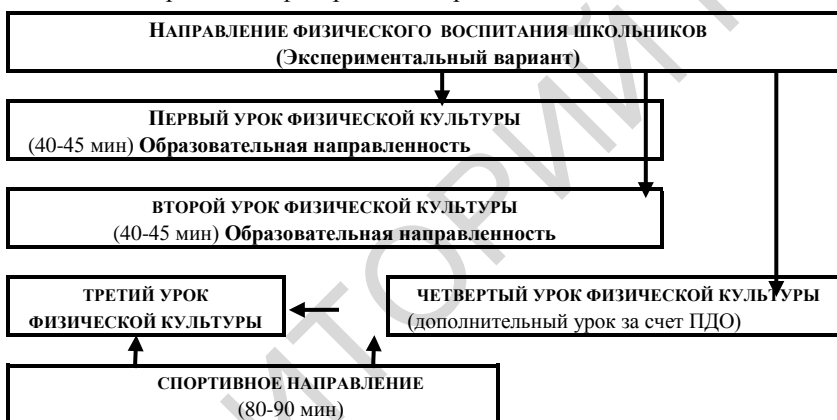 НАПРАВЛЕНИЕ ФИЗИЧЕСКОГО ВОСПИТАНИЯ ШКОЛЬНИКОВ
(Экспериментальный вариант)
ПЕРВЫЙ УРОК ФИЗИЧЕСКОЙ КУЛЬТУРЫ
(40-45 мин) Образовательная направленность
ВТОРОЙ УРОК ФИЗИЧЕСКОЙ КУЛЬТУРЫ
(40-45 мин) Образовательная направленность
ТРЕТИЙ УРОК
ФИЗИЧЕСКОЙ КУЛЬТУРЫ
ЧЕТВЕРТЫЙ УРОК ФИЗИЧЕСКОЙ КУЛЬТУРЫ
(дополнительный урок за счет ПДО)
СПОРТИВНОЕ НАПРАВЛЕНИЕ
(80-90 мин)